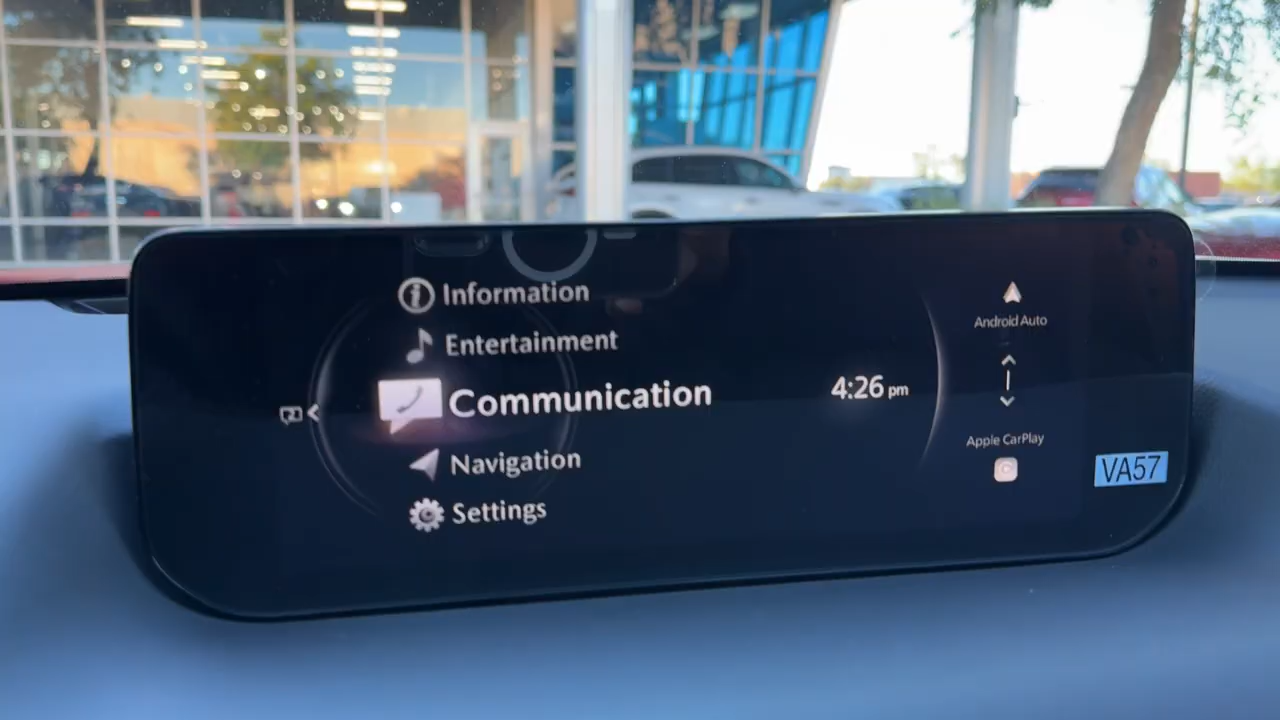 Information
Entertainment
Communication
Navigation
Settings
4:26 pm
Android Auto
Apple CarPlay
VA57